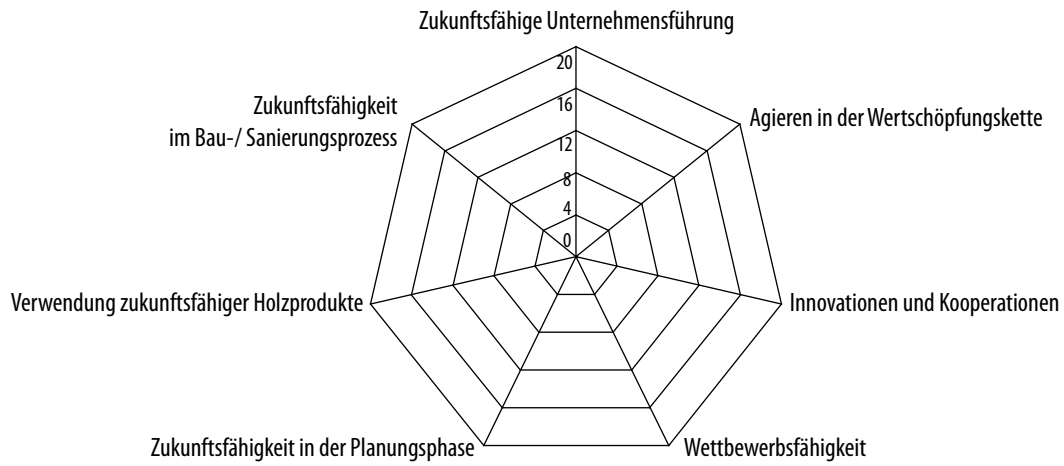 Zukunftsfähige Unternehmensführung
20
16
12
8
4
0
Agieren in der Wertschöpfungskette
Innovationen und Kooperationen
Wettbewerbsfähigkeit
Zukunftsfähigkeit in der Planungsphase
Verwendung zukunftsfähiger Holzprodukte
Zukunftsfähigkeit
im Bau-/ Sanierungsprozess